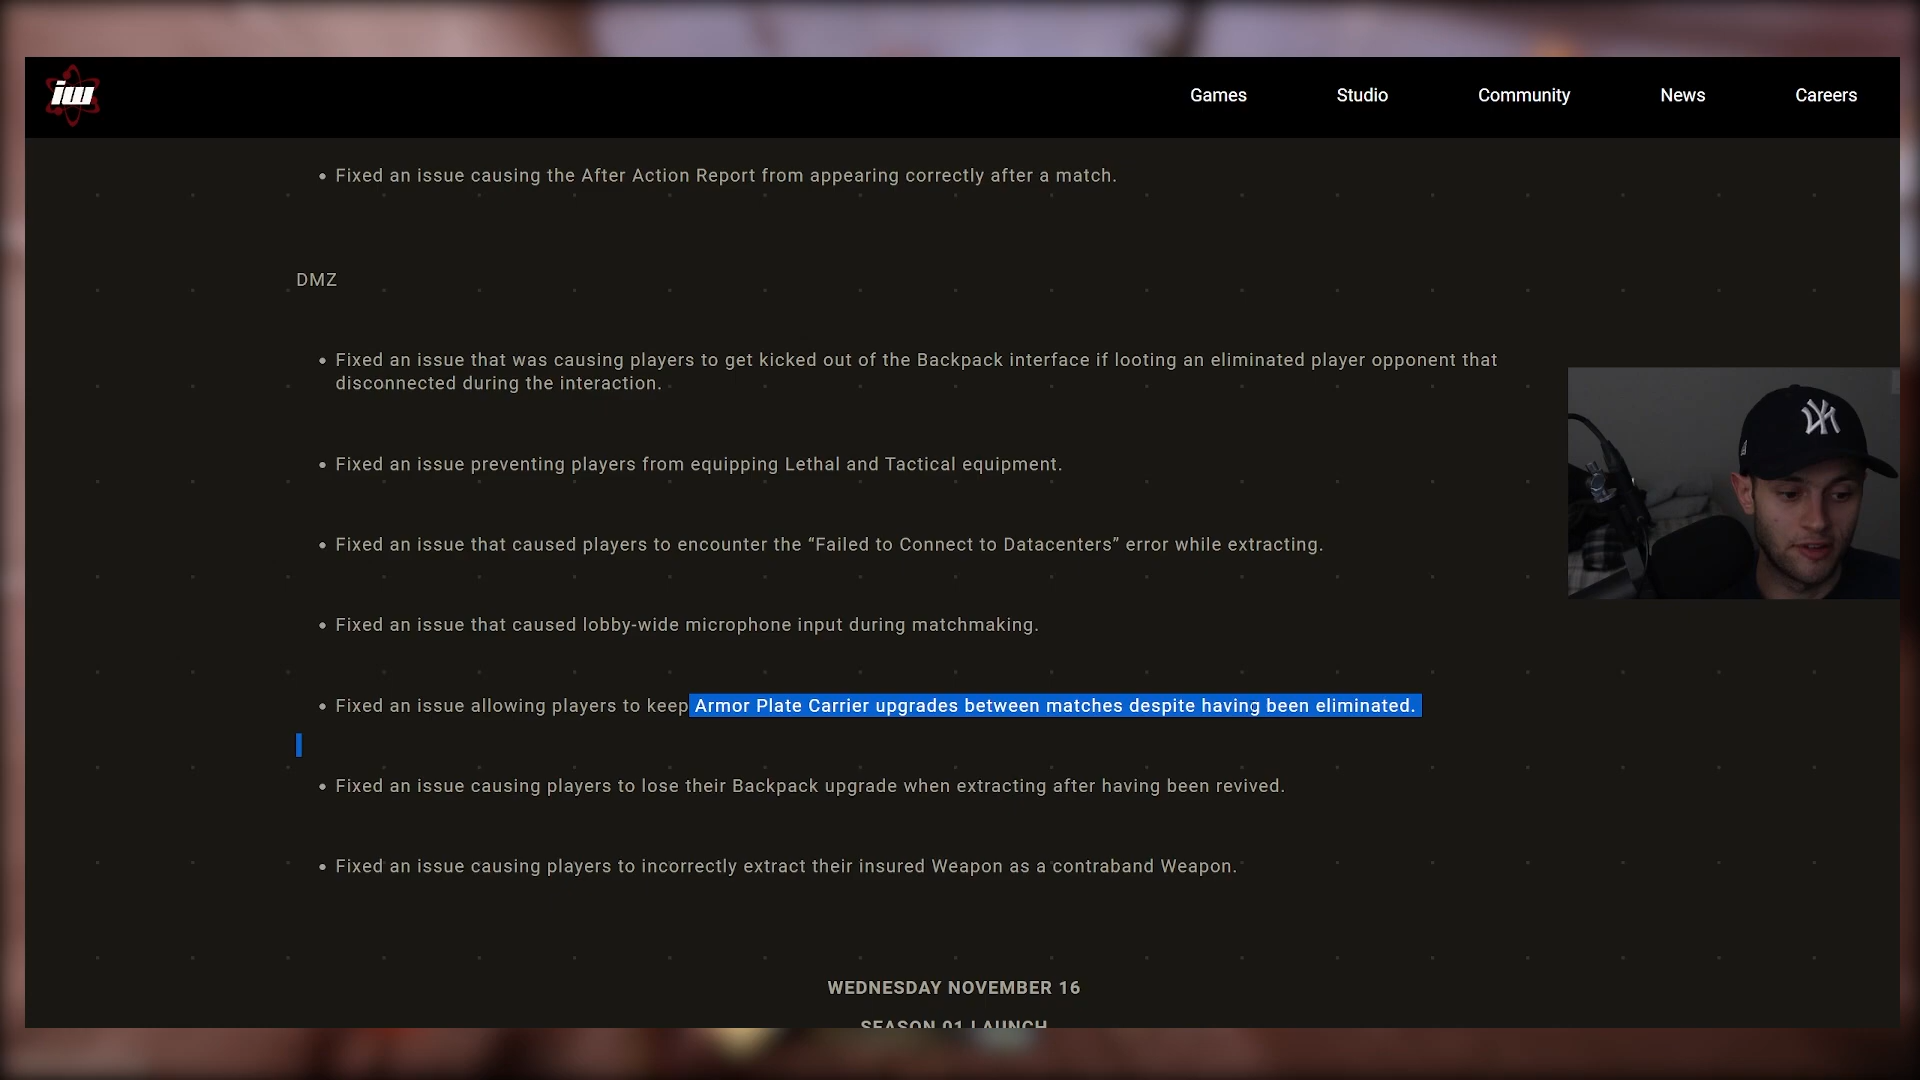 iw
Games
Studio
Community
News
Careers
• Fixed an issue causing the After Action Report from appearing correctly after a match.
DMZ
• Fixed an issue that was causing players to get kicked out of the Backpack interface if looting an eliminated player opponent that
disconnected during the interaction.
• Fixed an issue preventing players from equipping Lethal and Tactical equipment.
• Fixed an issue that caused players to encounter the “Failed to Connect to Datacenters” error while extracting.
• Fixed an issue that caused lobby-wide microphone input during matchmaking.
• Fixed an issue allowing players to keep Armor Plate Carrier upgrades between matches despite having been eliminated.
• Fixed an issue causing players to lose their Backpack upgrade when extracting after having been revived.
• Fixed an issue causing players to incorrectly extract their insured Weapon as a contraband Weapon.
WEDNESDAY NOVEMBER 16
SEASON 01 LAUNCH
NY